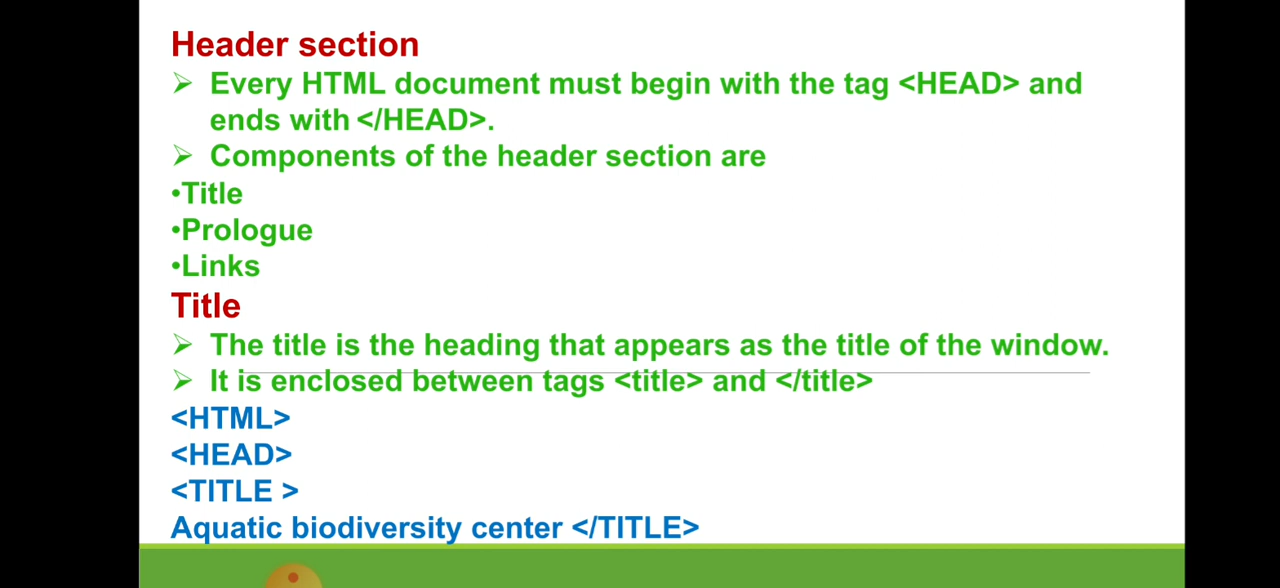 Header section
➢ Every HTML document must begin with the tag <HEAD> and
ends with </HEAD>.
➢ Components of the header section are
•Title
•Prologue
•Links
Title
➢ The title is the heading that appears as the title of the window.
➢ It is enclosed between tags <title> and </title>
<HTML>
<HEAD>
<TITLE >
Aquatic biodiversity center </TITLE>